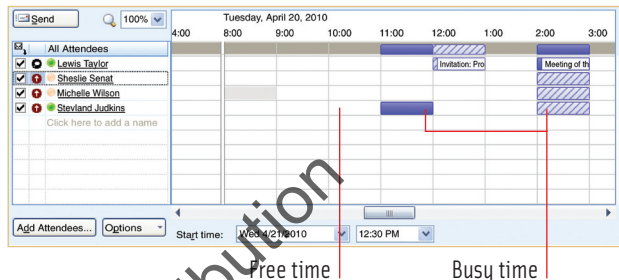 Send 100% Tuesday, April 20, 2010
4:00 8:00 9:00 10:00 11:00 12:00 1:00 2:00 3:00
All Attendees
Lewis Taylor Invitation: Pro Meeting of th
Sheslie Senat
Michelle Wilson
Stevland Judkins
Click here to add a name
Add Attendees... Options Start time: Wed 4/21/2010 12:30 PM
Free time Busy time